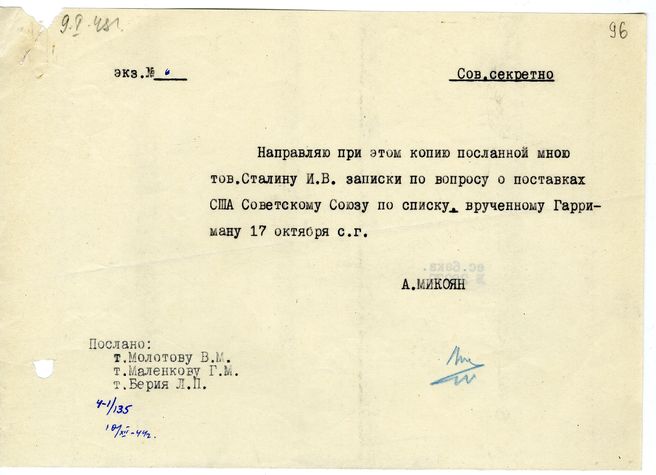 96
экз.№ 6
Сов.секретно
Направляю при этом копию посланной мною
тов.Сталину И.В. записки по вопросу о поставках
США Советскому Союзу по списку, врученному Гарри-
ману 17 октября с.г.
А.МИКОЯН
Послано:
т.Молотову В.М.
т.Маленкову Г.М.
т.Берия Л.П.
4-1/135